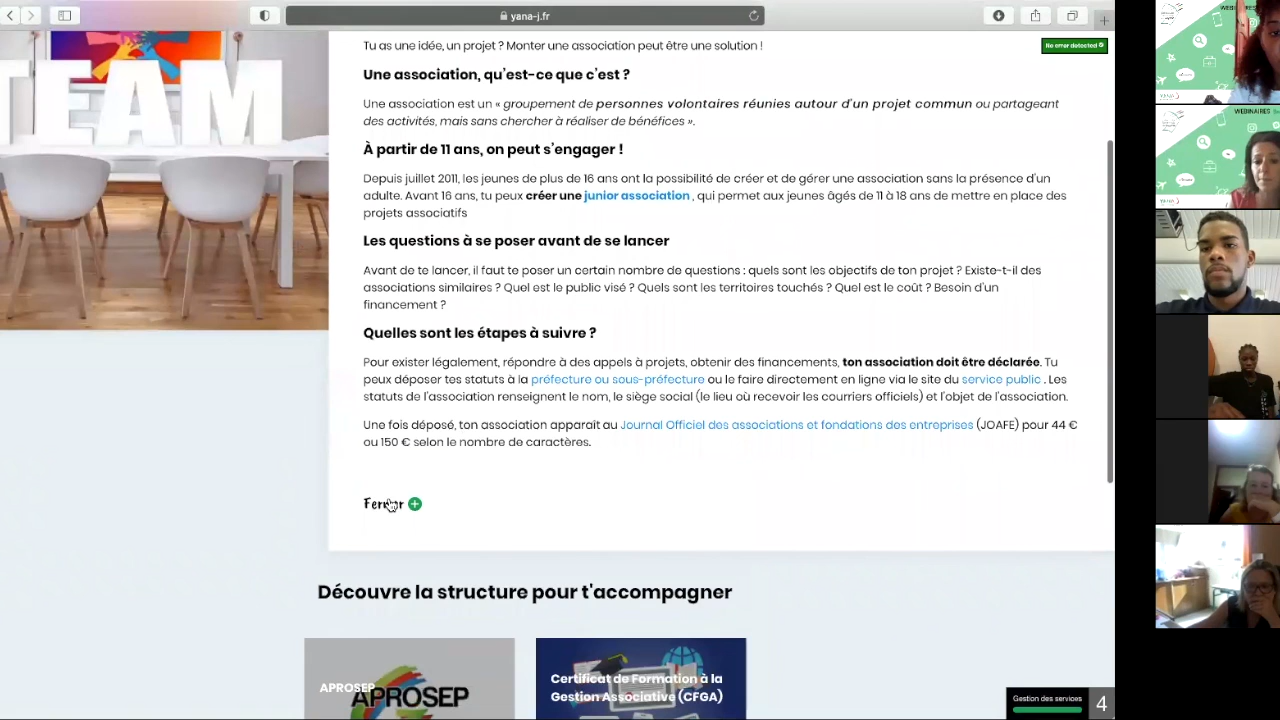 yana-j.fr
Tu as une idée, un projet ? Monter une association peut être une solution !
No error detected
Une association, qu'est-ce que c'est ?
Une association est un « groupement de personnes volontaires réunies autour d'un projet commun ou partageant
des activités, mais sans chercher à réaliser de bénéfices ».
À partir de 11 ans, on peut s'engager !
Depuis juillet 2011, les jeunes de plus de 16 ans ont la possibilité de créer et de gérer une association sans la présence d'un
adulte. Avant 16 ans, tu peux créer une junior association , qui permet aux jeunes âgés de 11 à 18 ans de mettre en place des
projets associatifs
Les questions à se poser avant de se lancer
Avant de te lancer, il faut te poser un certain nombre de questions : quels sont les objectifs de ton projet ? Existe-t-il des
associations similaires ? Quel est le public visé ? Quels sont les territoires touchés ? Quel est le coût ? Besoin d'un
financement ?
Quelles sont les étapes à suivre ?
Pour exister légalement, répondre à des appels à projets, obtenir des financements, ton association doit être déclarée. Tu
peux déposer tes statuts à la préfecture ou sous-préfecture ou le faire directement en ligne via le site du service public . Les
statuts de l'association renseignent le nom, le siège social (le lieu où recevoir les courriers officiels) et l'objet de l'association.
Une fois déposé, ton association apparaît au Journal Officiel des associations et fondations des entreprises (JOAFE) pour 44 €
ou 150 € selon le nombre de caractères.
Fermer
Découvre la structure pour t'accompagner
APROSEP
APROSEP
Certificat de Formation à la
Gestion Associative (CFGA)
Gestion des services
4
EAM
WEBINAIRES